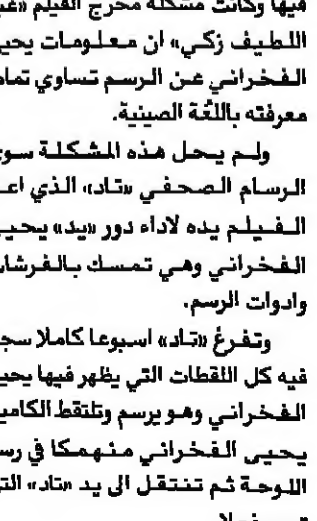 فيها وكانت مشكلة مخرج الفيلم «عبد
اللطيف زكي» ان معلومات يحيى
الفخراني عن الرسم تساوي تماما
معرفته باللغة الصينية.
ولم يحل هذه المشكلة سوى
الرسام الصحفي «تاد» الذي اعـ
الفيلم يده لاداء دور «يد» يحيى
الفخراني وهي تمسك بالفرشاة
وادوات الرسم.
وتفرغ «تاد» اسبوعا كاملا سجـ
فيه كل اللقطات التي يظهر فيها يحيى
الفخراني وهو يرسم وتلتقط الكاميرا
يحيى الفخراني منهمكا في رسم
اللوحة ثم تنتقل الى يد «تاد» التي